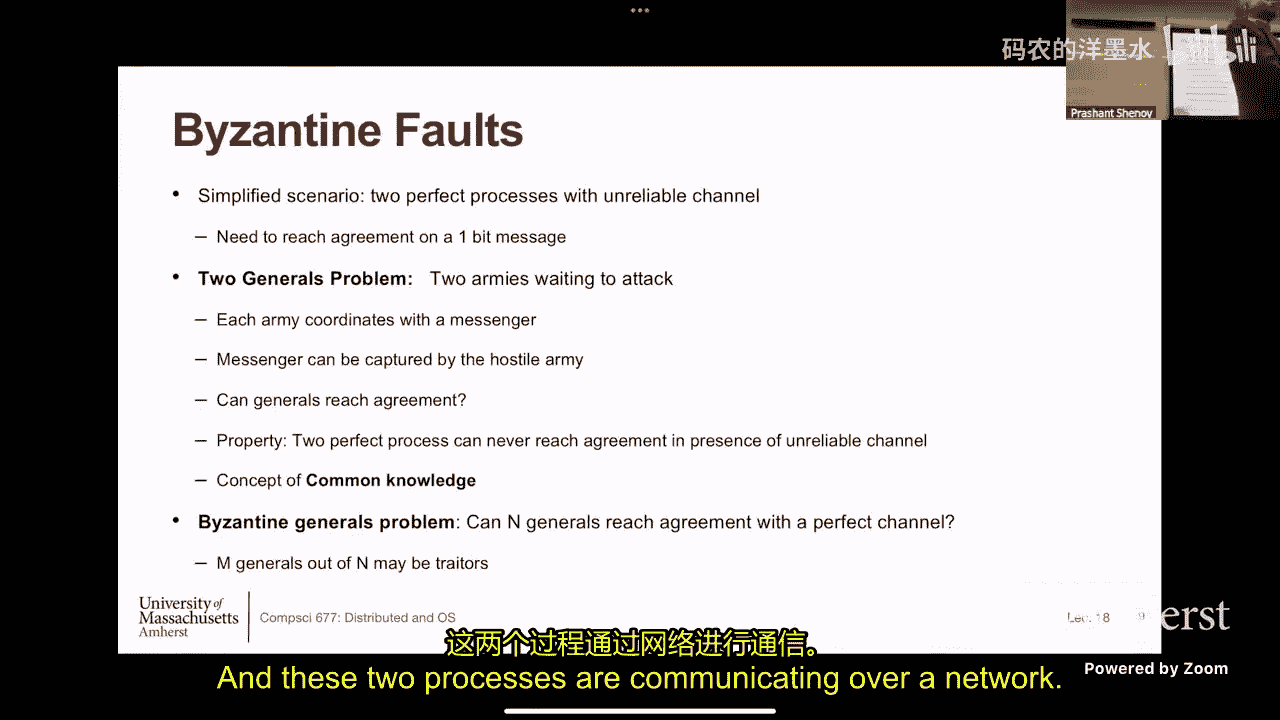 码农的洋墨水 bilibili
Prashant Shenoy
Byzantine Faults
• Simplified scenario: two perfect processes with unreliable channel
– Need to reach agreement on a 1 bit message
• Two Generals Problem: Two armies waiting to attack
– Each army coordinates with a messenger
– Messenger can be captured by the hostile army
– Can generals reach agreement?
– Property: Two perfect process can never reach agreement in presence of unreliable channel
– Concept of Common knowledge
• Byzantine generals problem: Can N generals reach agreement with a perfect channel?
– M generals out of N may be traitors
University of
Massachusetts
Amherst
Compsci 677: Distributed and OS
erst
这两个过程通过网络进行通信。
And these two processes are communicating over a network.
Powered by Zoom